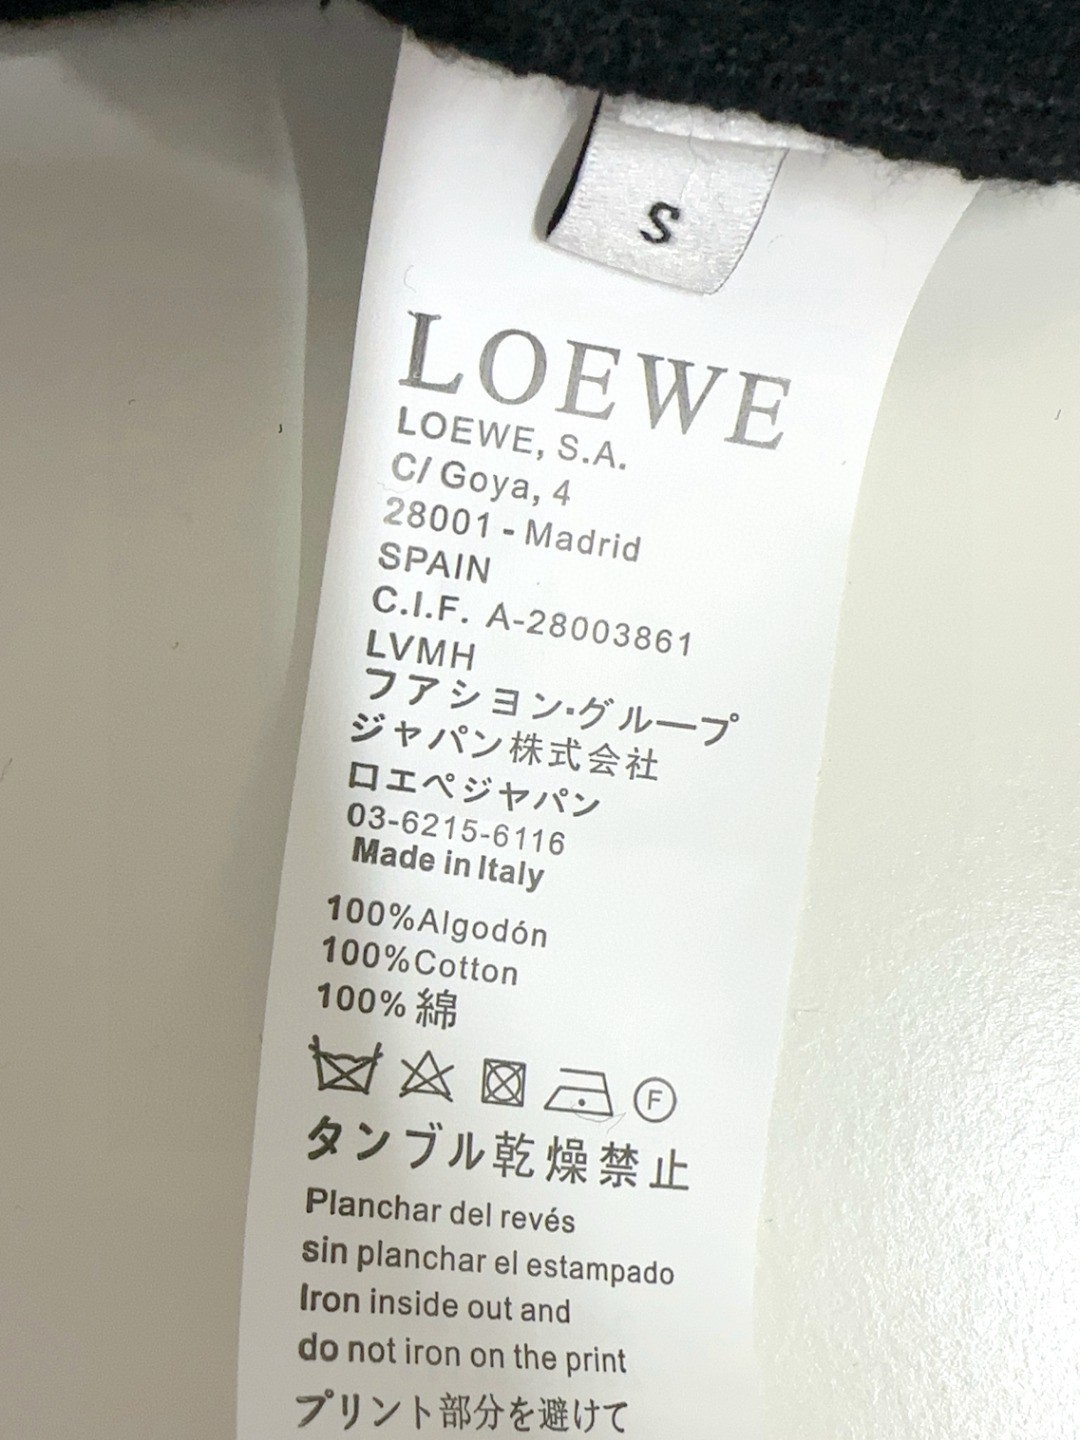 S
LOEWE
LOEWE, S.A.
C/ Goya, 4
28001 - Madrid
SPAIN
C.I.F. A-28003861
LVMH
フアシヨン·グループ
ジャパン株式会社
ロエペジヤパン
03-6215-6116
Made in Italy
100%Algodón
100%Cotton
100% 綿
F
タンブル乾燥禁止
Planchar del revés
sin planchar el estampado
Iron inside out and
do not iron on the print
プリント部分を避けて